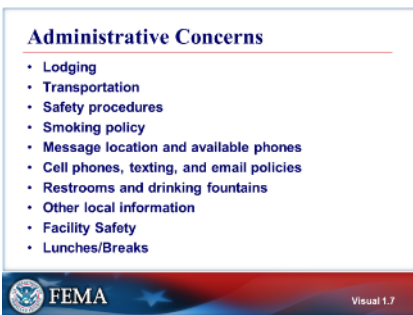 Administrative Concerns
• Lodging
• Transportation
• Safety procedures
• Smoking policy
• Message location and available phones
• Cell phones, texting, and email policies
• Restrooms and drinking fountains
• Other local information
• Facility Safety
• Lunches/Breaks
FEMA
Visual 1.7